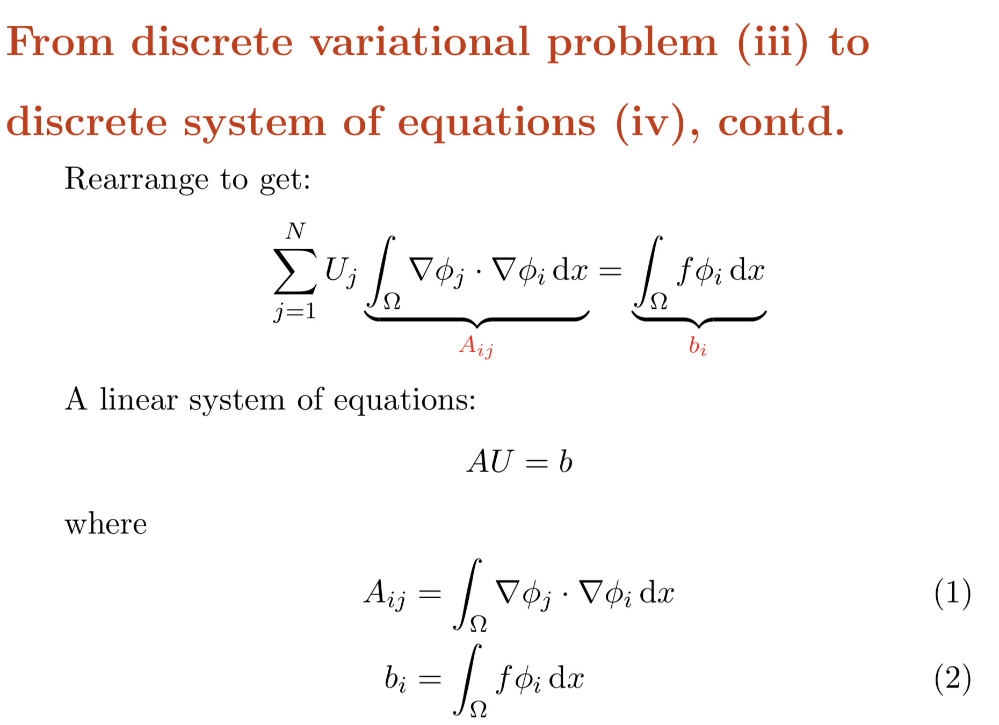 From discrete variational problem (iii) to
discrete system of equations (iv), contd.
Rearrange to get:
$$\sum_{j=1}^{N} U_j \underbrace{\int_{\Omega} \nabla\phi_j \cdot \nabla\phi_i \, \mathrm{d}x}_{A_{ij}} = \underbrace{\int_{\Omega} f\phi_i \, \mathrm{d}x}_{b_i}$$
A linear system of equations:
$$AU = b$$
where
$$A_{ij} = \int_{\Omega} \nabla\phi_j \cdot \nabla\phi_i \, \mathrm{d}x \quad (1)$$
$$b_i = \int_{\Omega} f\phi_i \, \mathrm{d}x \quad (2)$$